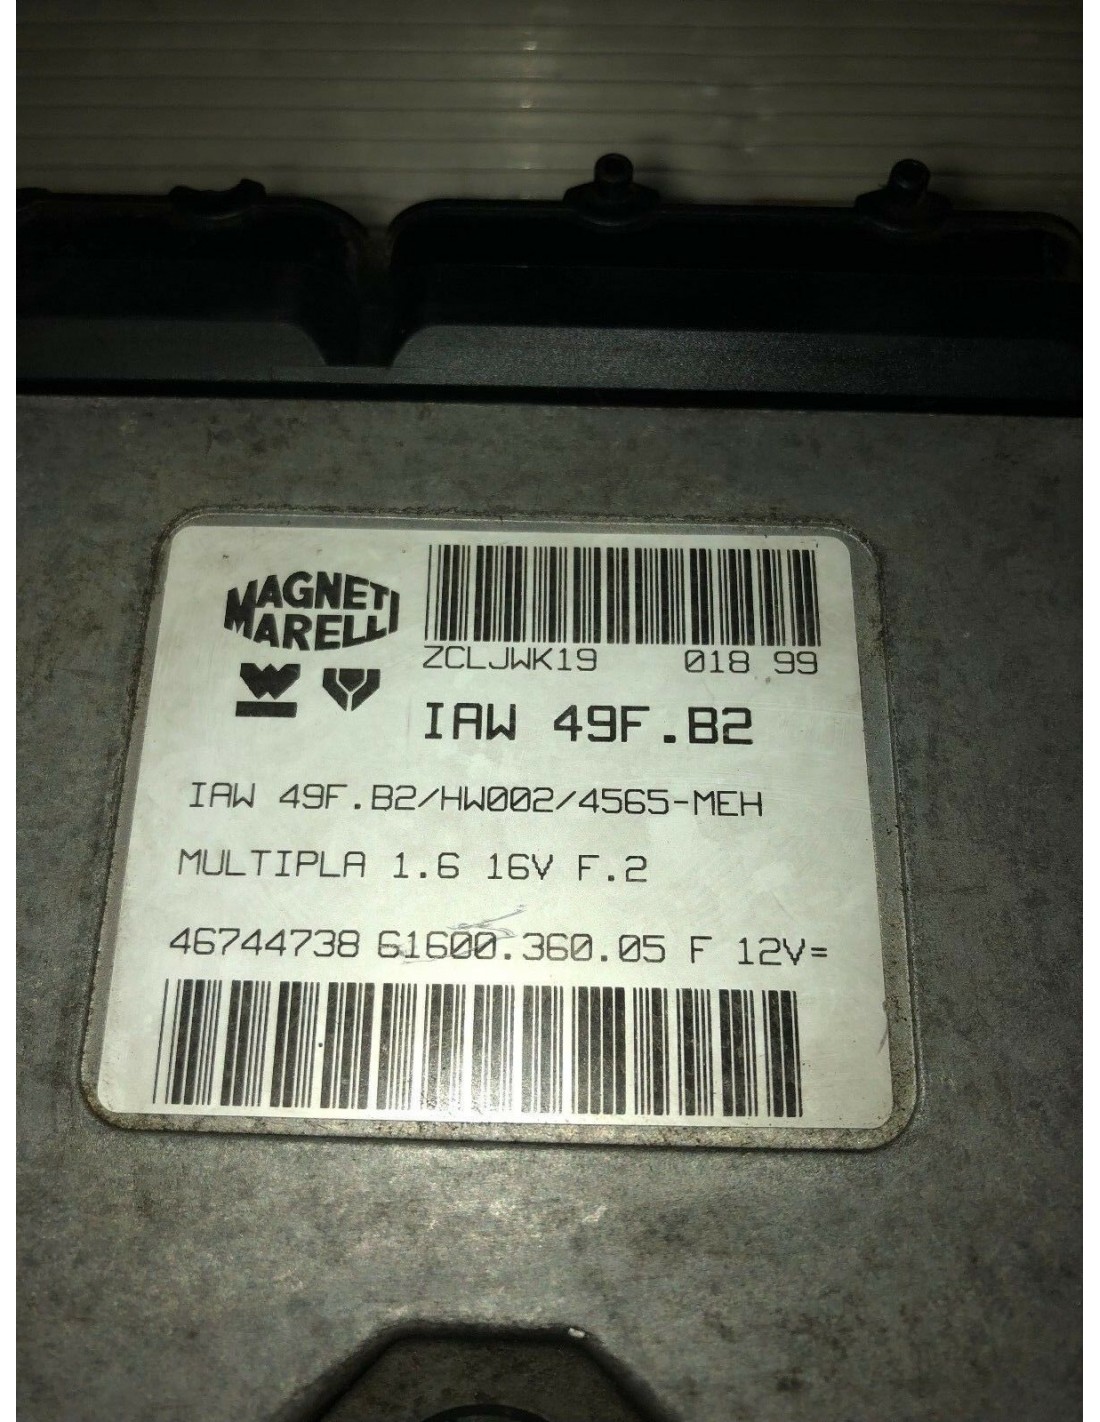 MAGNETI
MARELLI
ZCLJWK19 018 99
IAW 49F.B2
IAW 49F.B2/HW002/4565-MEH
MULTIPLA 1.6 16V F.2
46744738 61600.360.05 F 12V=